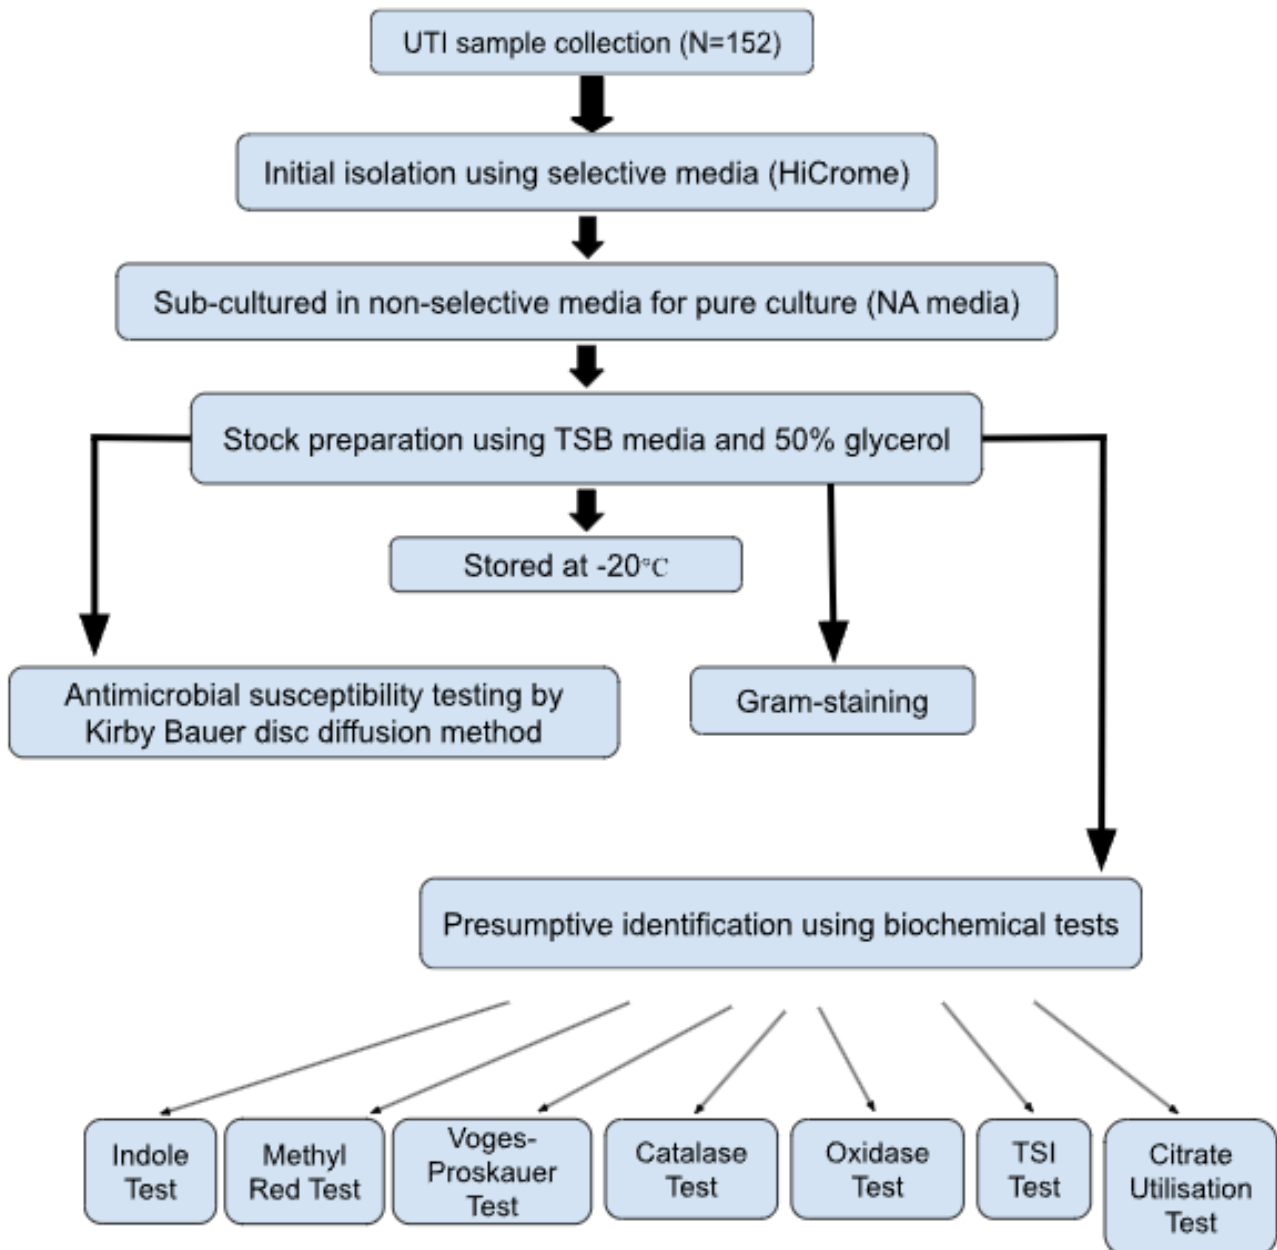 UTI sample collection (N=152)
Initial isolation using selective media (HiCrome)
Sub-cultured in non-selective media for pure culture (NA media)
Stock preparation using TSB media and 50% glycerol
Stored at -20°C
Antimicrobial susceptibility testing by
Kirby Bauer disc diffusion method
Gram-staining
Presumptive identification using biochemical tests
Indole
Test
Methyl
Red Test
Voges-
Proskauer
Test
Catalase
Test
Oxidase
Test
TSI
Test
Citrate
Utilisation
Test